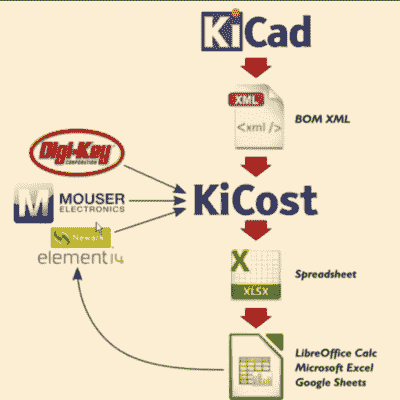 KiCad
XML
<xml />
BOM XML
Digi-Key
CORPORATION
M MOUSER
ELECTRONICS
KiCost
Newark
element14
X
XLSX
Spreadsheet
LibreOffice Calc
Microsoft Excel
Google Sheets